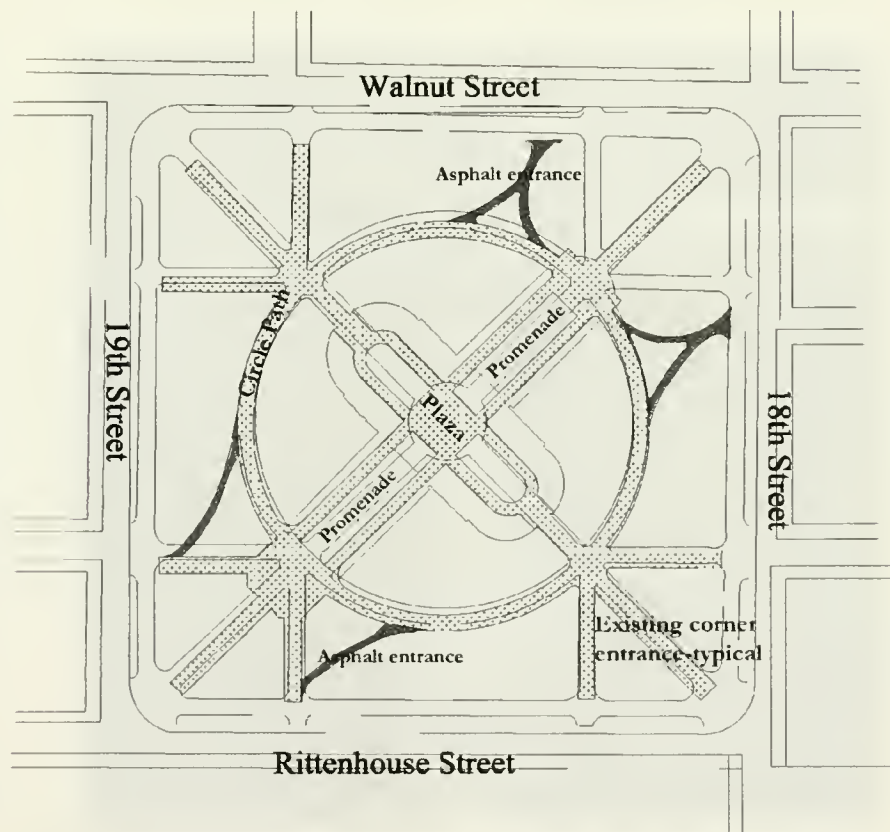 Walnut Street
Asphalt entrance
Circle Path
Promenade
19th Street
Plaza
18th Street
Promenade
Existing corner
entrance-typical
Asphalt entrance
Rittenhouse Street